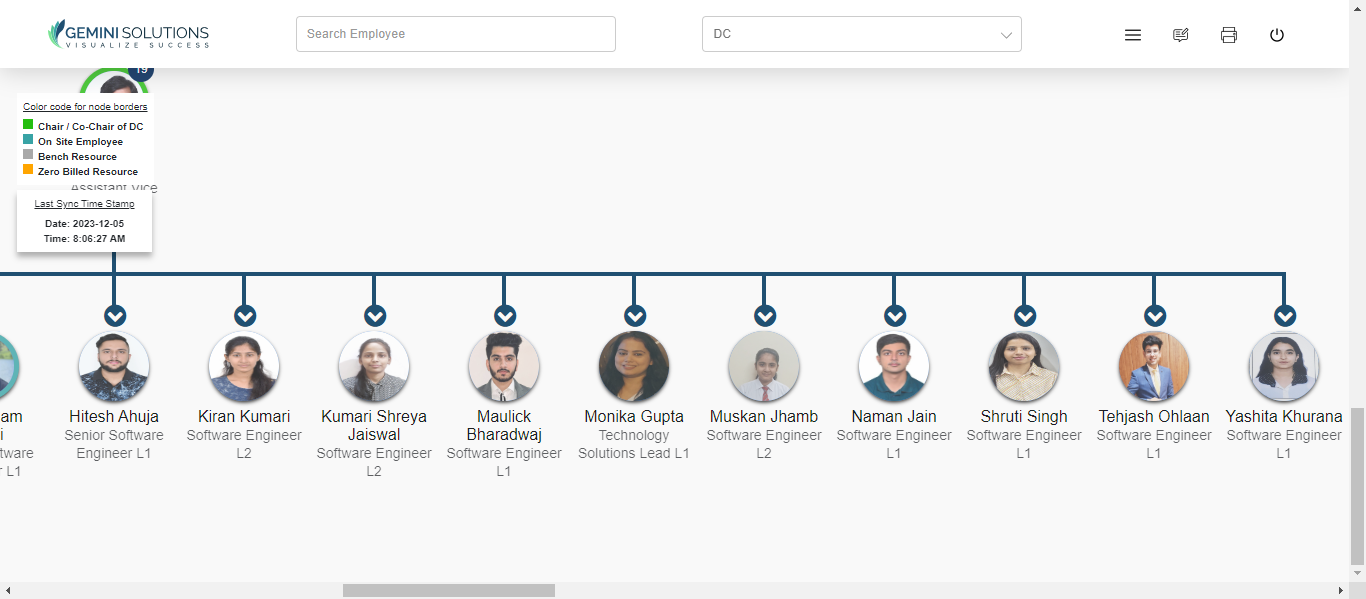 GEMINI SOLUTIONS
VISUALIZE SUCCESS
Search Employee
DC
19
Color code for node borders
Chair / Co-Chair of DC
On Site Employee
Bench Resource
Zero Billed Resource
Assistant Vice
Last Sync Time Stamp
Date: 2023-12-05
Time: 8:06:27 AM
am
i
tware
r L1
Hitesh Ahuja
Senior Software
Engineer L1
Kiran Kumari
Software Engineer
L2
Kumari Shreya
Jaiswal
Software Engineer
L2
Maulick
Bharadwaj
Software Engineer
L1
Monika Gupta
Technology
Solutions Lead L1
Muskan Jhamb
Software Engineer
L2
Naman Jain
Software Engineer
L1
Shruti Singh
Software Engineer
L1
Tehjash Ohlaan
Software Engineer
L1
Yashita Khurana
Software Engineer
L1